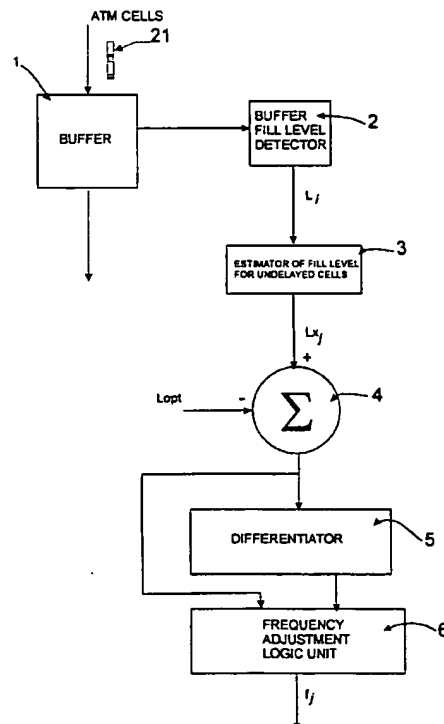 ATM CELLS
21
1
BUFFER
2
BUFFER
FILL LEVEL
DETECTOR
Lj
3
ESTIMATOR OF FILL LEVEL
FOR UNDELAYED CELLS
Lxj
+
Lopt
-
Σ
4
DIFFERENTIATOR
5
FREQUENCY
ADJUSTMENT
LOGIC UNIT
6
fj